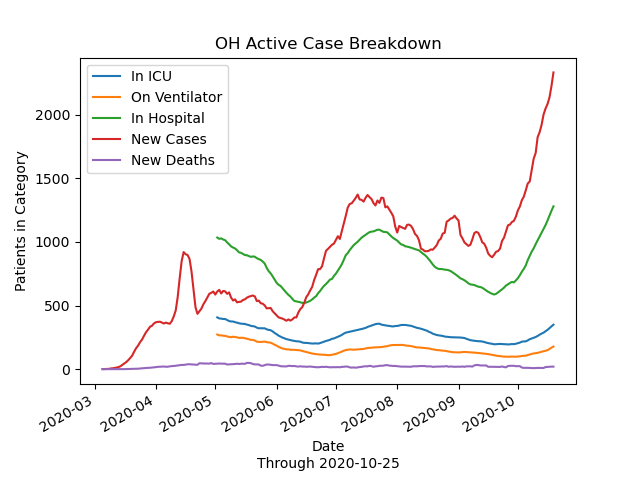 OH Active Case Breakdown
In ICU
On Ventilator
In Hospital
New Cases
New Deaths
Patients in Category
2000
1500
1000
500
0
2020-03
2020-04
2020-05
2020-06
2020-07
2020-08
2020-09
2020-10
Date
Through 2020-10-25